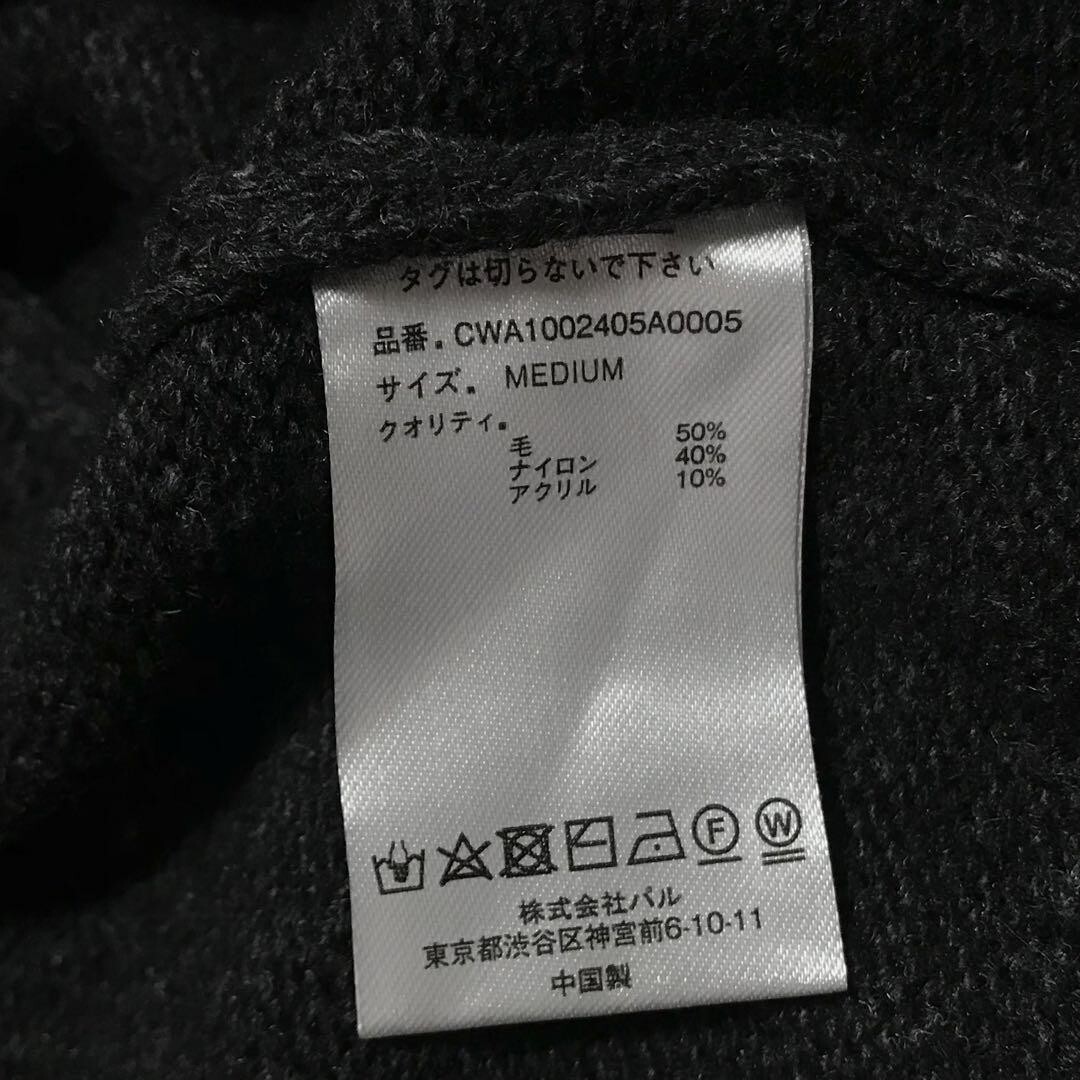 タグは切らないで下さい
品番. CWA1002405A0005
サイズ. MEDIUM
クオリティ.
毛 50%
ナイロン 40%
アクリル 10%
F W
株式会社パル
東京都渋谷区神宮前6-10-11
中国製